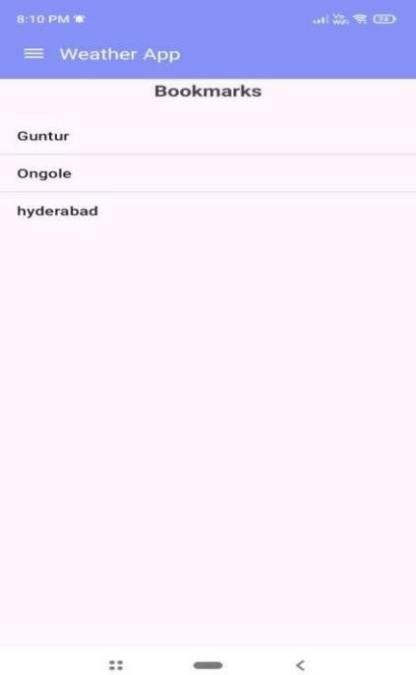 8:10 PM
Weather App
Bookmarks
Guntur
Ongole
hyderabad